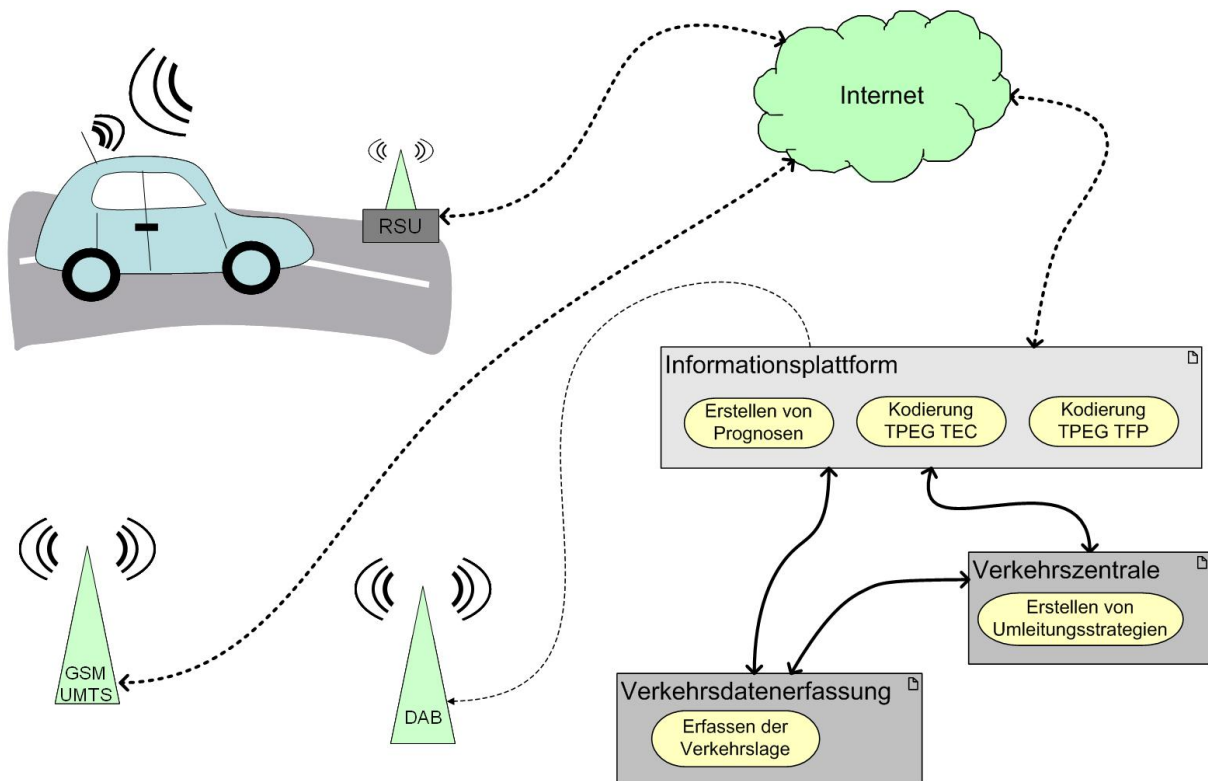 Internet
RSU
Informationsplattform
Erstellen von
Prognosen
Kodierung
TPEG TEC
Kodierung
TPEG TFP
Verkehrszentrale
Erstellen von
Umleitungsstrategien
GSM
UMTS
DAB
Verkehrsdatenerfassung
Erfassen der
Verkehrslage